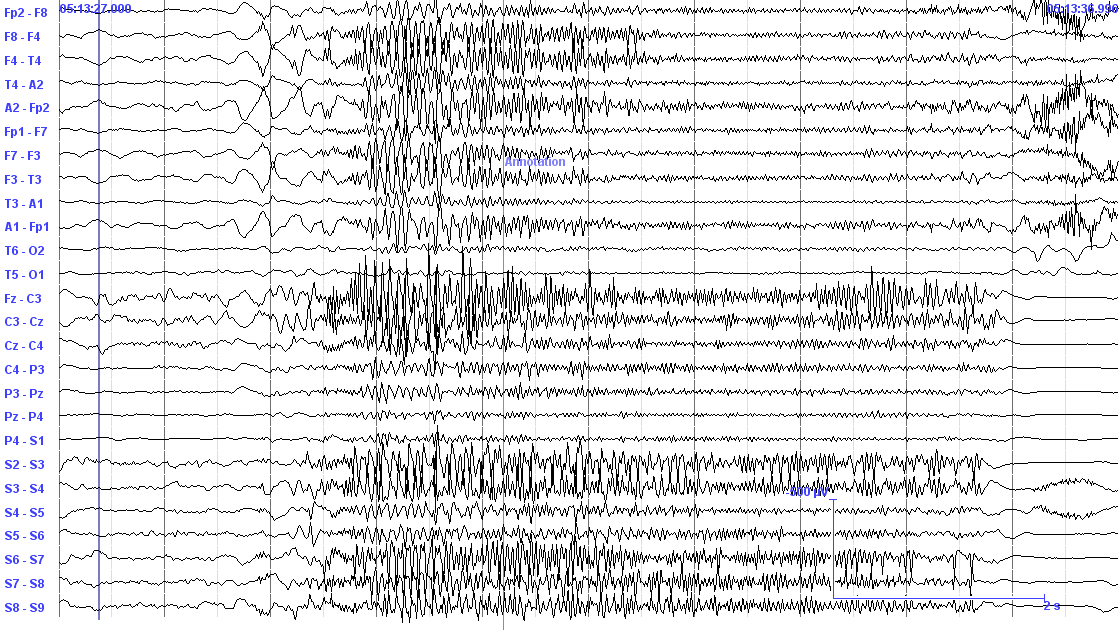 05:13:27.000
05:13:36.996
Fp2 - F8
F8 - F4
F4 - T4
T4 - A2
A2 - Fp2
Fp1 - F7
F7 - F3
Annotation
F3 - T3
T3 - A1
A1 - Fp1
T6 - O2
T5 - O1
Fz - C3
C3 - Cz
Cz - C4
C4 - P3
P3 - Pz
Pz - P4
P4 - S1
S2 - S3
S3 - S4
S4 - S5
S5 - S6
S6 - S7
S7 - S8
S8 - S9
2 s